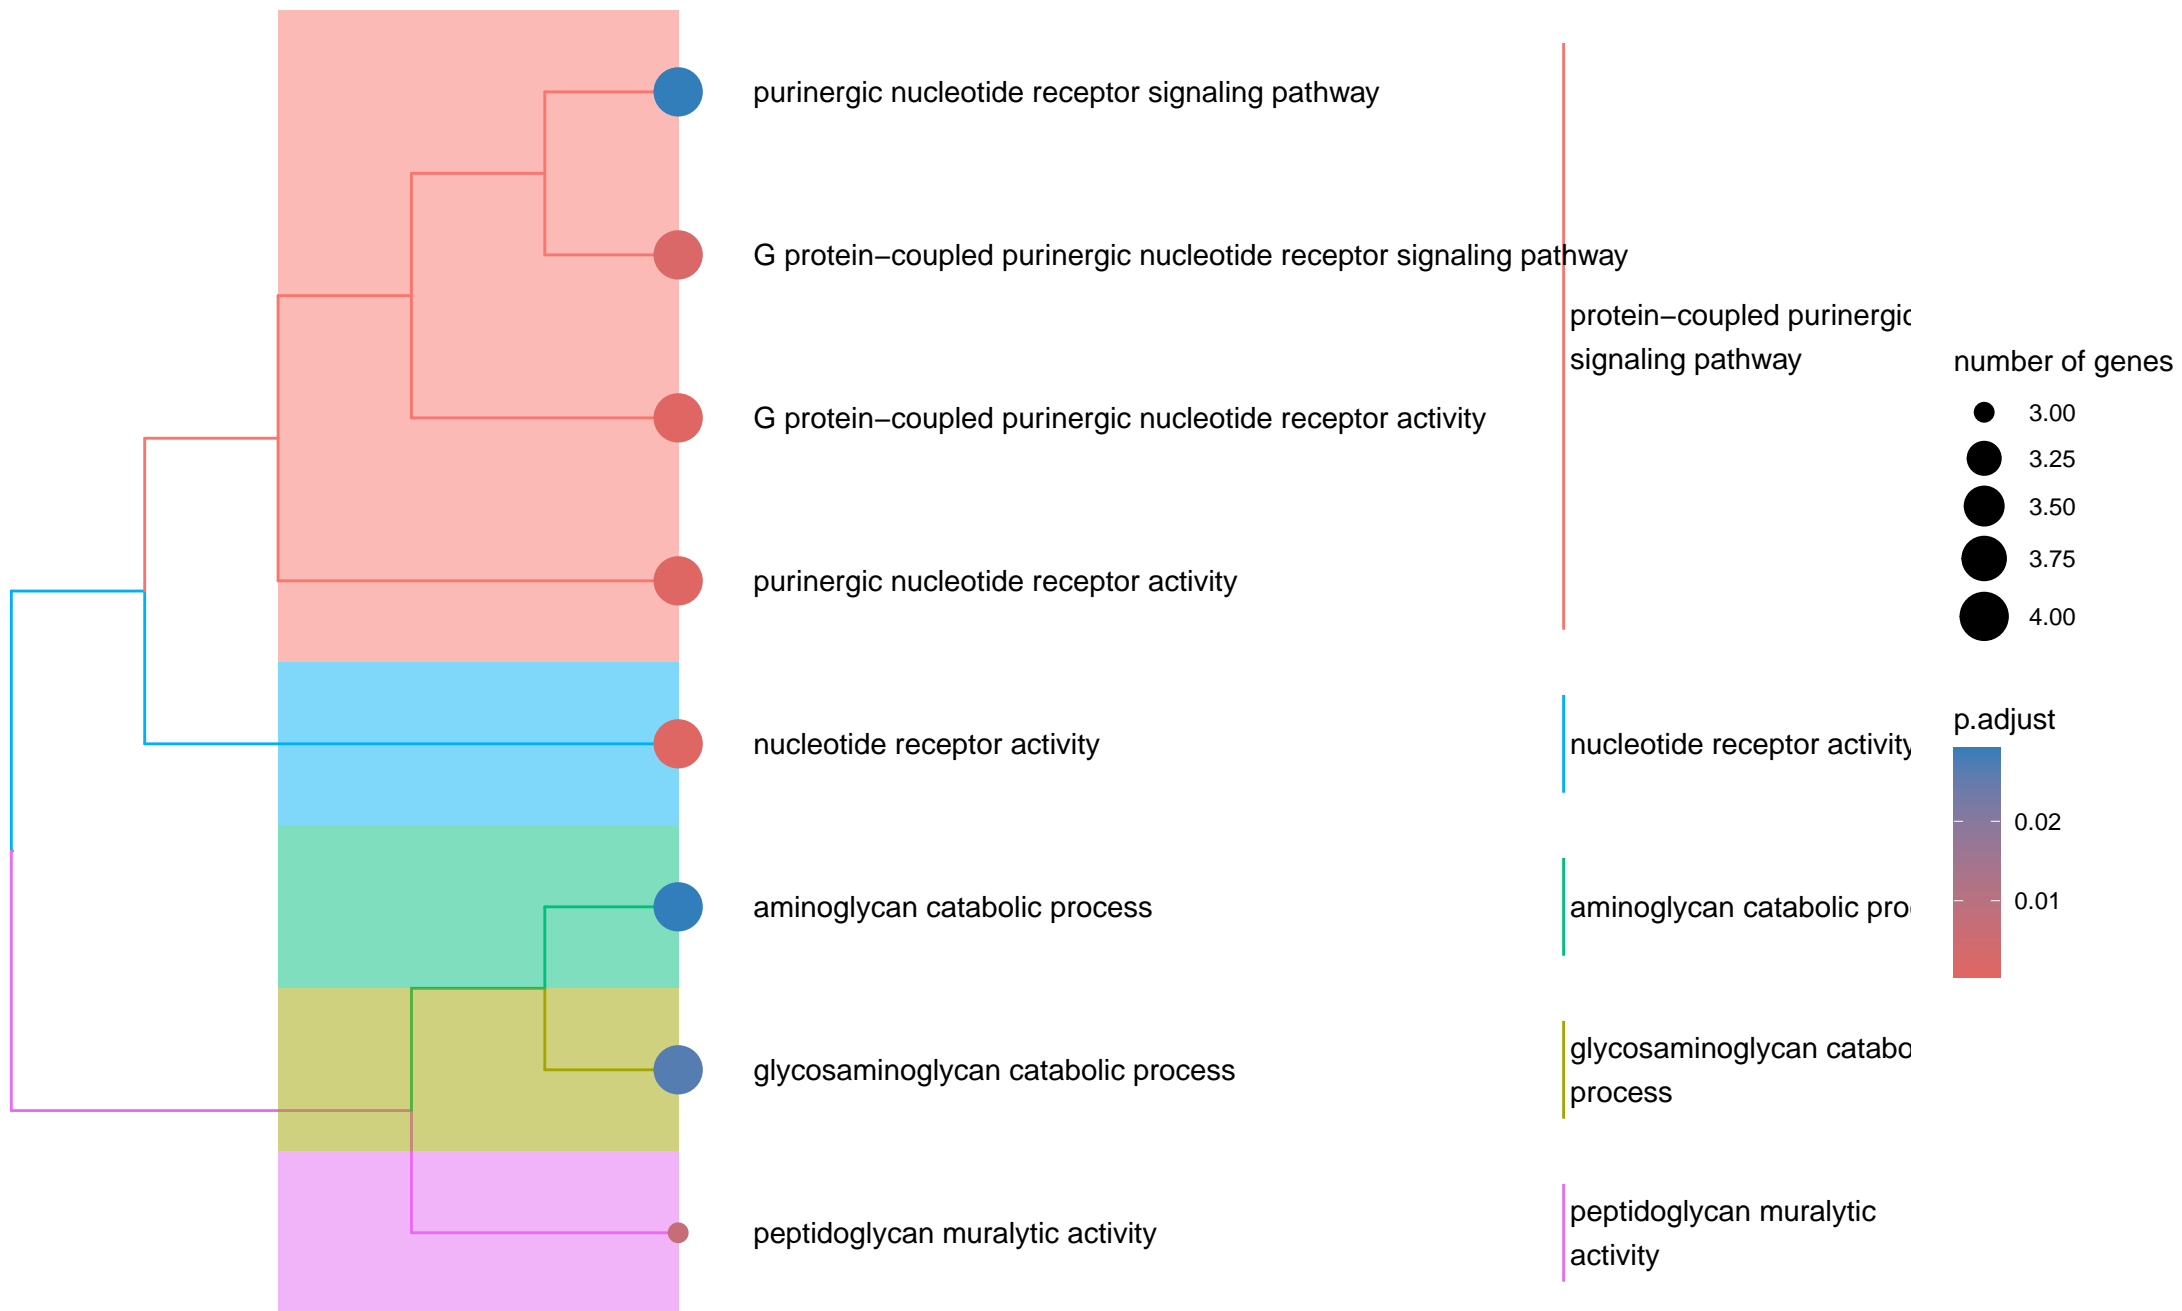 purinergic nucleotide receptor signaling pathway
G protein−coupled purinergic nucleotide receptor signaling pathway
G protein−coupled purinergic nucleotide receptor activity
purinergic nucleotide receptor activity
nucleotide receptor activity
aminoglycan catabolic process
glycosaminoglycan catabolic process
peptidoglycan muralytic activity
protein−coupled purinergic
signaling pathway
nucleotide receptor activity
aminoglycan catabolic pro
glycosaminoglycan catabo
process
peptidoglycan muralytic
activity
number of genes
3.00
3.25
3.50
3.75
4.00
p.adjust
0.02
0.01